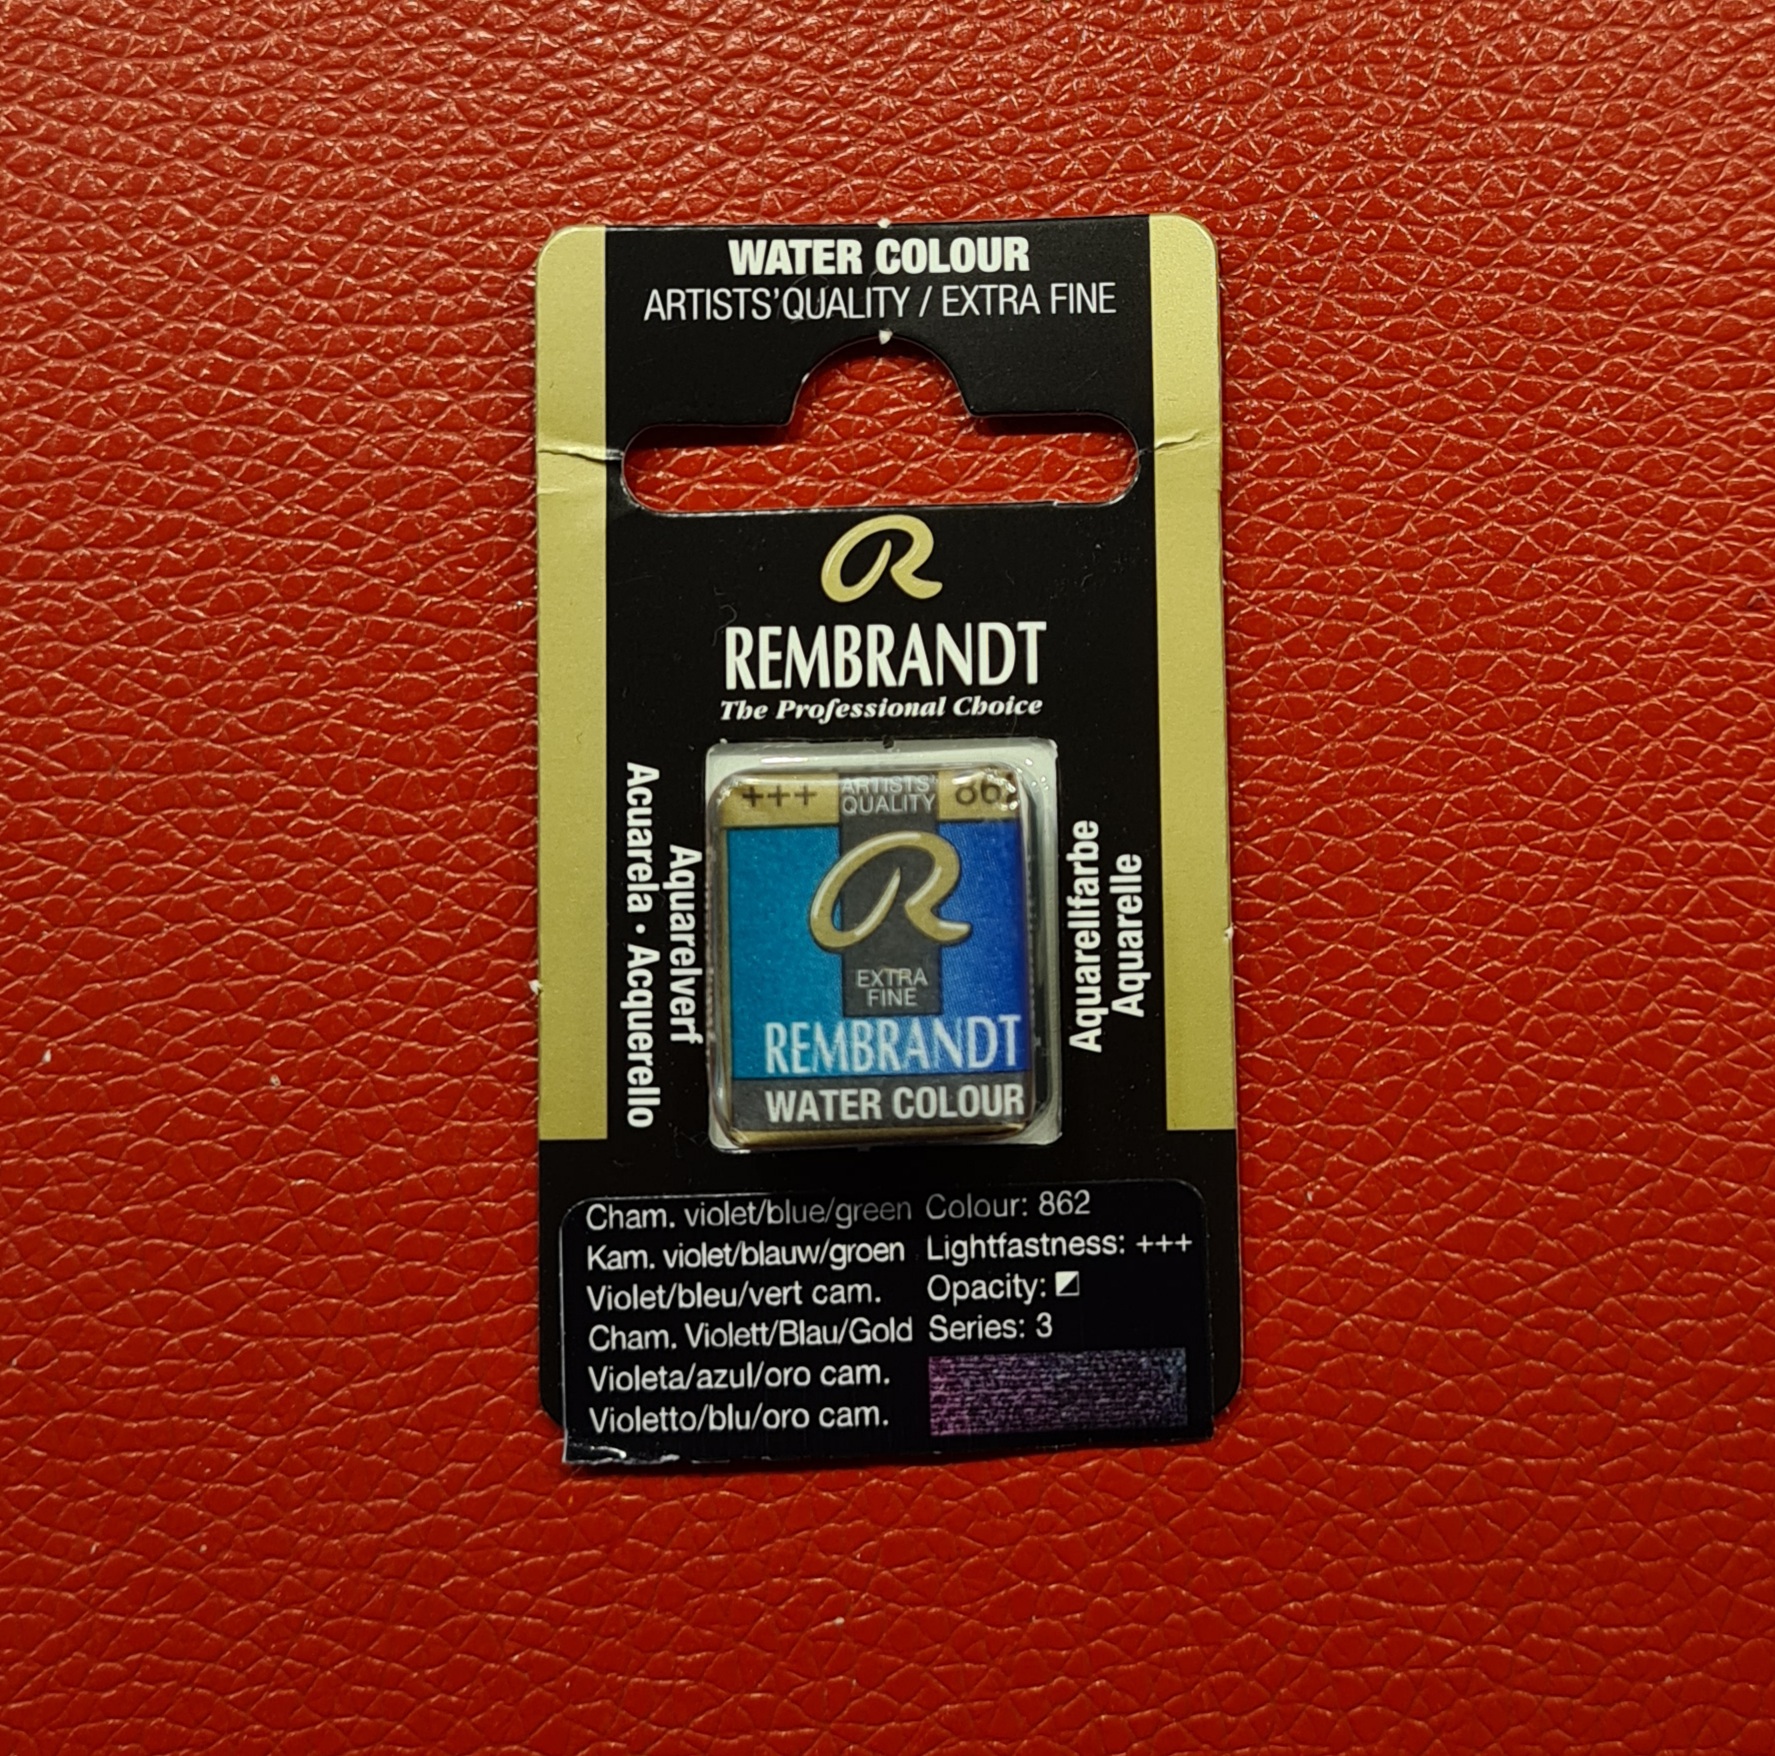 WATER COLOUR
ARTISTS' QUALITY / EXTRA FINE
R
REMBRANDT
The Professional Choice
Acuarela • Acquerello
Aquarelverf
+++
ARTISTS'
QUALITY
862
R
EXTRA
FINE
REMBRANDT
WATER COLOUR
Aquarellfarbe
Aquarelle
Cham. violet/blue/green Colour: 862
Kam. violet/blauw/groen Lightfastness: +++
Violet/bleu/vert cam. Opacity:
Cham. Violett/Blau/Gold Series: 3
Violeta/azul/oro cam.
Violetto/blu/oro cam.